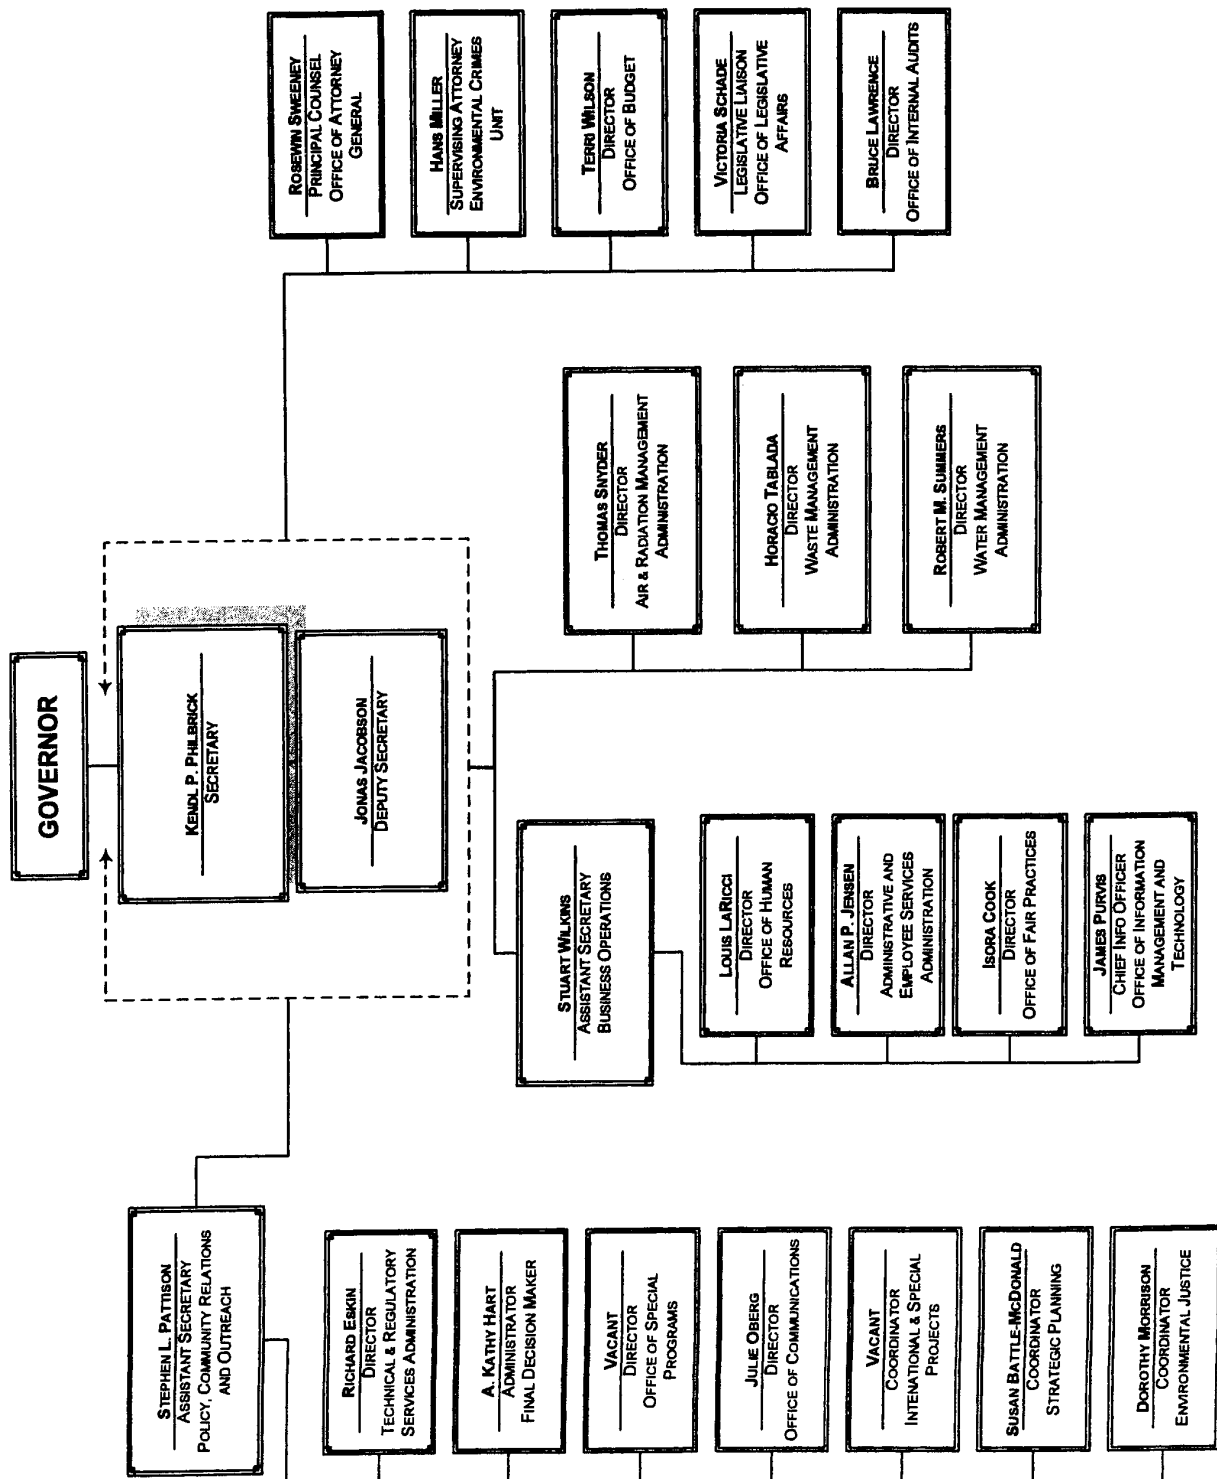 GOVERNOR
KENDL P. PHILBRICK
SECRETARY
JONAS JACOBSON
DEPUTY SECRETARY
STEPHEN L. PATTISON
ASSISTANT SECRETARY
POLICY, COMMUNITY RELATIONS
AND OUTREACH
RICHARD ESKIN
DIRECTOR
TECHNICAL & REGULATORY
SERVICES ADMINISTRATION
A. KATHY HART
ADMINISTRATOR
FINAL DECISION MAKER
VACANT
DIRECTOR
OFFICE OF SPECIAL
PROGRAMS
JULIE OBERG
DIRECTOR
OFFICE OF COMMUNICATIONS
VACANT
COORDINATOR
INTENATIONAL & SPECIAL
PROJECTS
SUSAN BATTLE-MCDONALD
COORDINATOR
STRATEGIC PLANNING
DOROTHY MORRISON
COORDINATOR
ENVIRONMENTAL JUSTICE
STUART WILKINS
ASSISTANT SECRETARY
BUSINESS OPERATIONS
LOUIS LARICCI
DIRECTOR
OFFICE OF HUMAN
RESOURCES
ALLAN P. JENSEN
DIRECTOR
ADMINISTRATIVE AND
EMPLOYEE SERVICES
ADMINISTRATION
ISORA COOK
DIRECTOR
OFFICE OF FAIR PRACTICES
JAMES PURVIS
CHIEF INFO OFFICER
OFFICE OF INFORMATION
MANAGEMENT AND
TECHNOLOGY
THOMAS SNYDER
DIRECTOR
AIR & RADIATION MANAGEMENT
ADMINISTRATION
HORACIO TABLADA
DIRECTOR
WASTE MANAGEMENT
ADMINISTRATION
ROBERT M. SUMMERS
DIRECTOR
WATER MANAGEMENT
ADMINISTRATION
ROSEWIN SWEENEY
PRINCIPAL COUNSEL
OFFICE OF ATTORNEY
GENERAL
HANS MILLER
SUPERVISING ATTORNEY
ENVIRONMENTAL CRIMES
UNIT
TERRI WILSON
DIRECTOR
OFFICE OF BUDGET
VICTORIA SCHADE
LEGISLATIVE LIAISON
OFFICE OF LEGISLATIVE
AFFAIRS
BRUCE LAWRENCE
DIRECTOR
OFFICE OF INTERNAL AUDITS